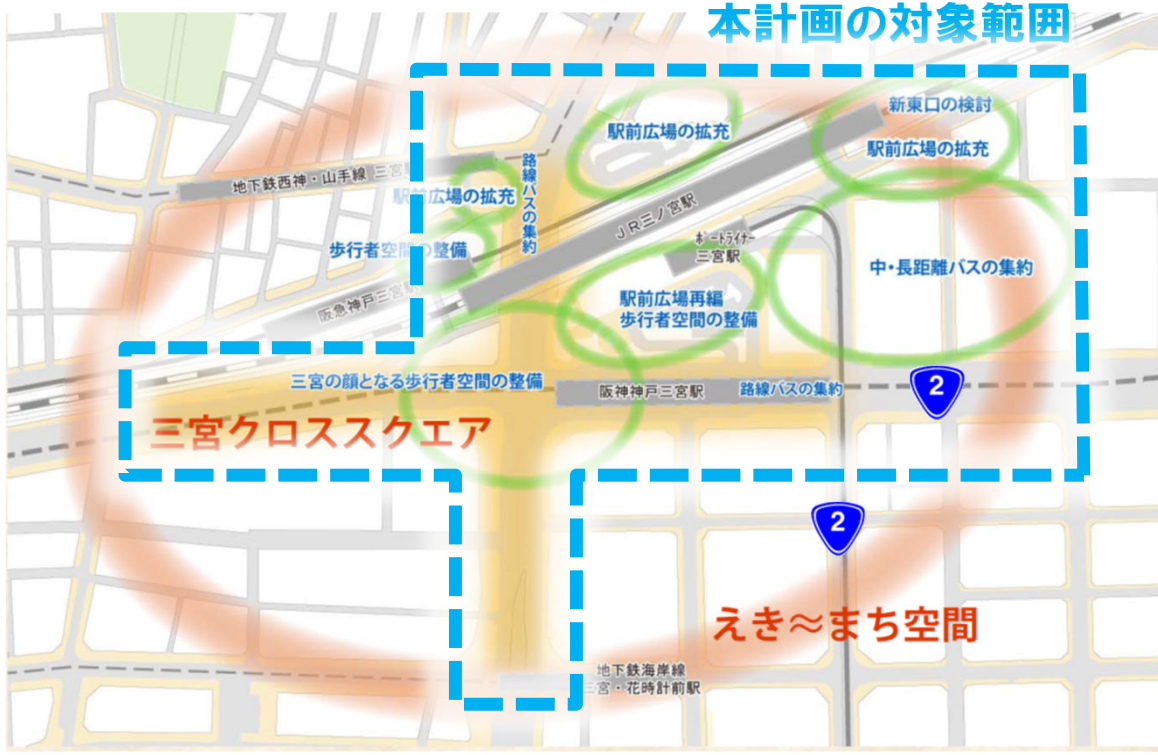 本計画の対象範囲
新東口の検討
駅前広場の拡充
駅前広場の拡充
路線バスの集約
地下鉄西神・山手線 三宮駅
駅前広場の拡充
JR三ノ宮駅
ポートライナー
三宮駅
歩行者空間の整備
中・長距離バスの集約
阪急神戸三宮駅
駅前広場再編
歩行者空間の整備
三宮の顔となる歩行者空間の整備
阪神神戸三宮駅
路線バスの集約
2
三宮クロススクエア
2
えき≈まち空間
地下鉄海岸線
三宮・花時計前駅